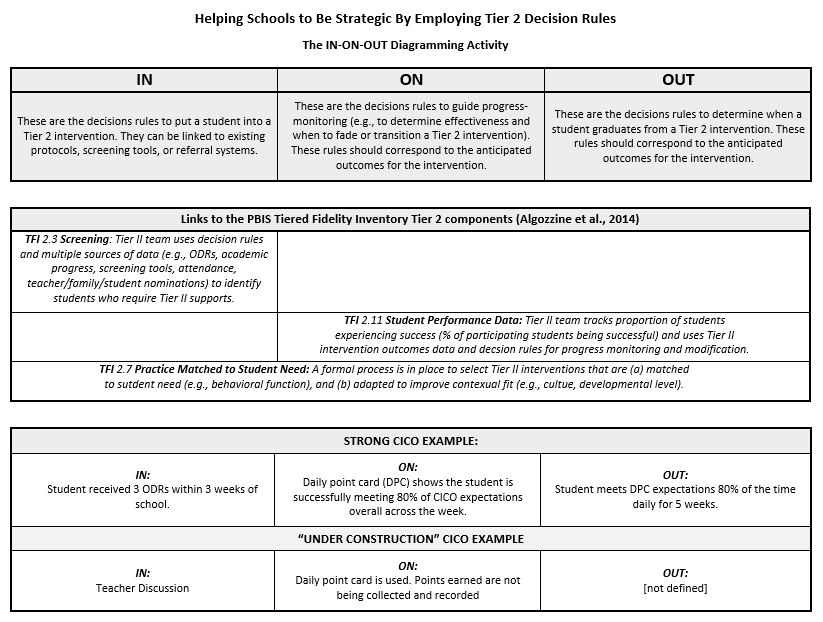 Helping Schools to Be Strategic By Employing Tier 2 Decision Rules
The IN-ON-OUT Diagramming Activity
IN
ON
OUT
These are the decisions rules to put a student into a
Tier 2 intervention. They can be linked to existing
protocols, screening tools, or referral systems.
These are the decisions rules to guide progress-
monitoring (e.g., to determine effectiveness and
when to fade or transition a Tier 2 intervention).
These rules should correspond to the anticipated
outcomes for the intervention.
These are the decisions rules to determine when a
student graduates from a Tier 2 intervention. These
rules should correspond to the anticipated
outcomes for the intervention.
Links to the PBIS Tiered Fidelity Inventory Tier 2 components (Algozzine et al., 2014)
TFI 2.3 Screening: Tier II team uses decision rules
and multiple sources of data (e.g., ODRs, academic
progress, screening tools, attendance,
teacher/family/student nominations) to identify
students who require Tier II supports.
TFI 2.11 Student Performance Data: Tier II team tracks proportion of students
experiencing success (% of participating students being successful) and uses Tier II
intervention outcomes data and decsion rules for progress monitoring and modification.
TFI 2.7 Practice Matched to Student Need: A formal process is in place to select Tier II interventions that are (a) matched
to sutdent need (e.g., behavioral function), and (b) adapted to improve contexual fit (e.g., cultue, developmental level).
STRONG CICO EXAMPLE:
IN:
Student received 3 ODRs within 3 weeks of
school.
ON:
Daily point card (DPC) shows the student is
successfully meeting 80% of CICO expectations
overall across the week.
OUT:
Student meets DPC expectations 80% of the time
daily for 5 weeks.
"UNDER CONSTRUCTION" CICO EXAMPLE
IN:
Teacher Discussion
ON:
Daily point card is used. Points earned are not
being collected and recorded
OUT:
[not defined]